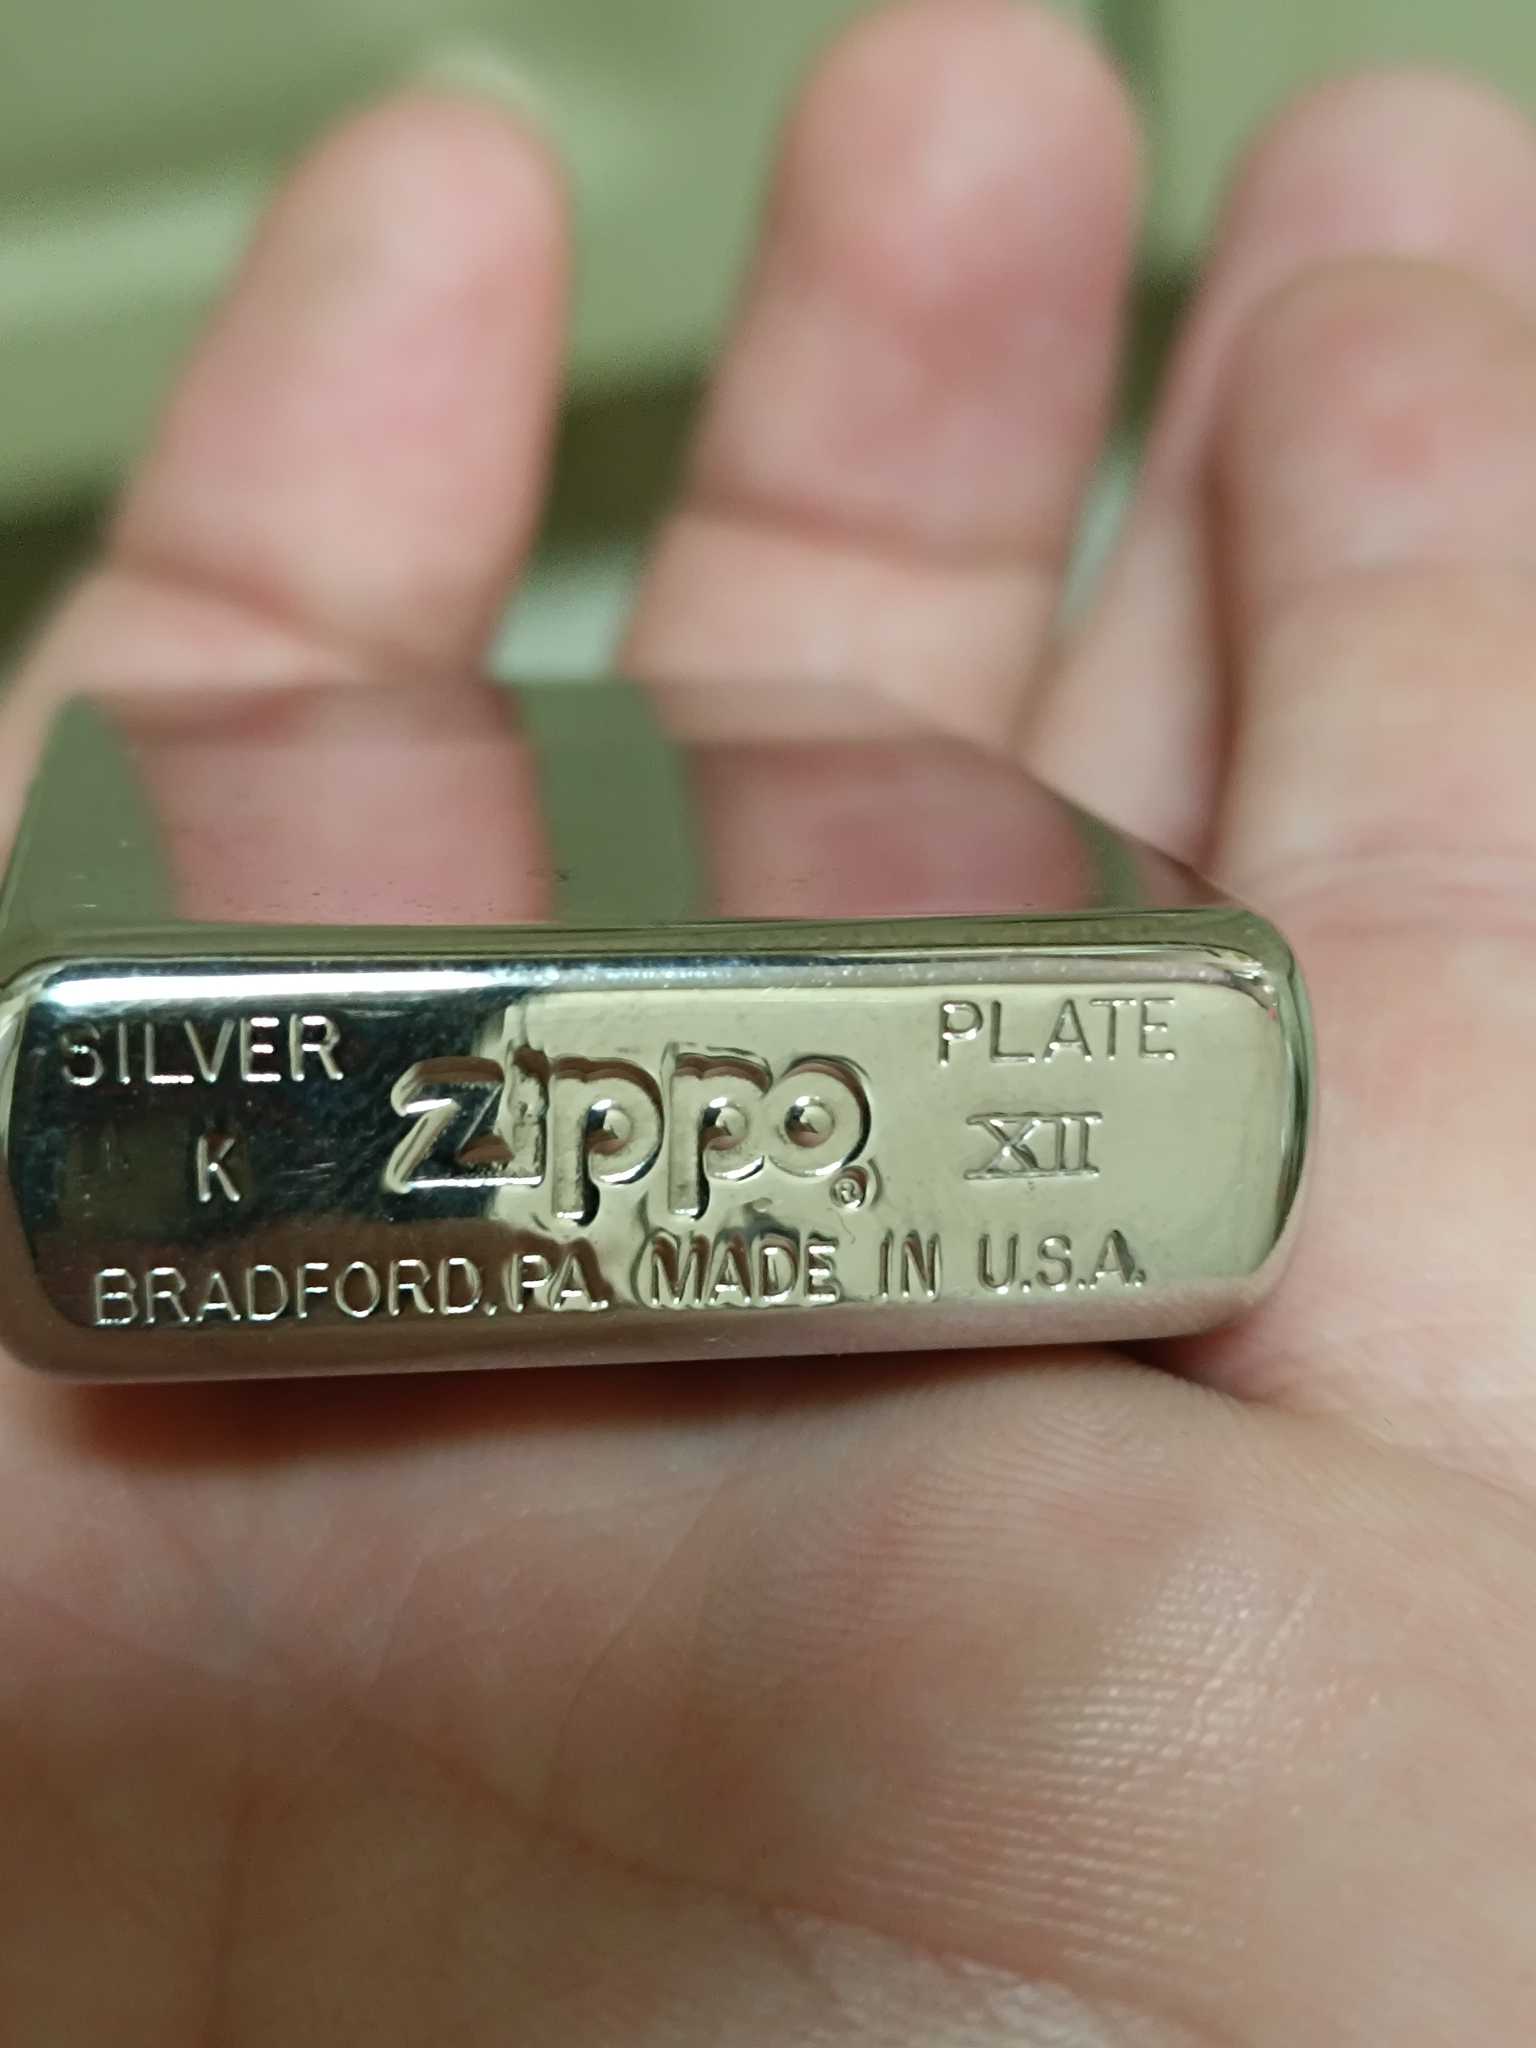 SILVER PLATE
K zippo ® XII
BRADFORD, PA. MADE IN U.S.A.